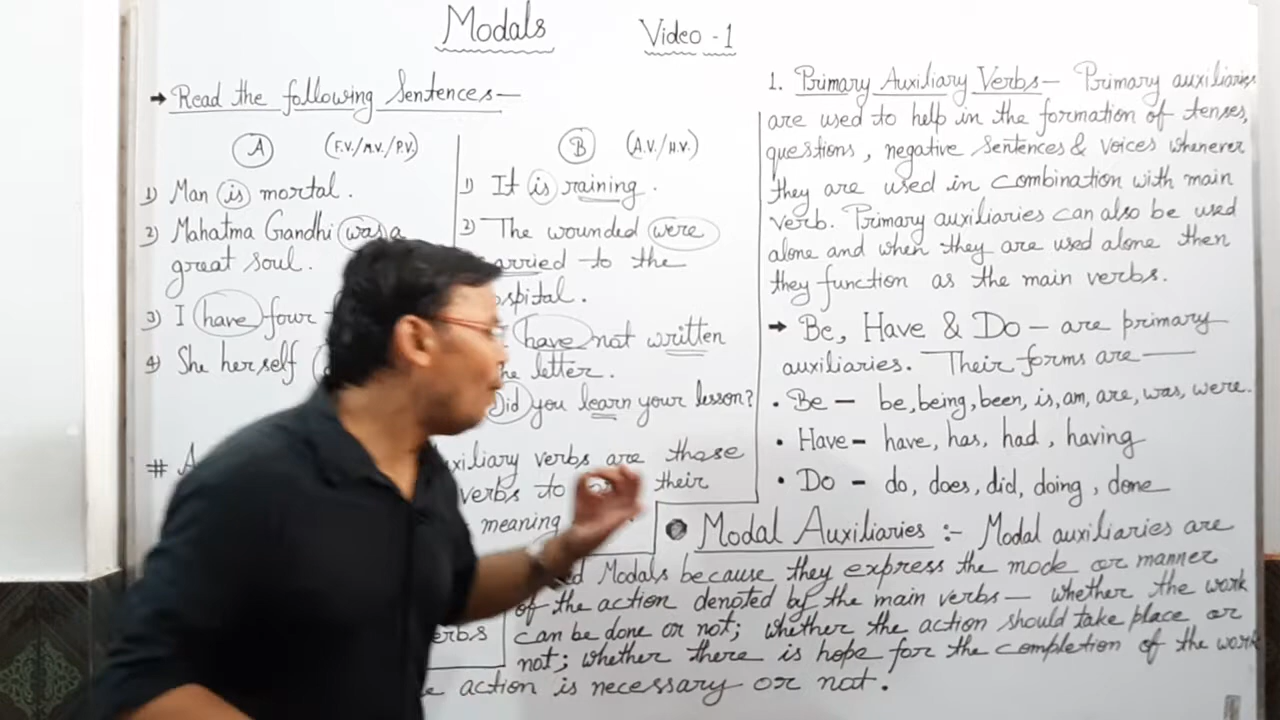 Modals
Video - 1
→ Read the following Sentences —
A (F.V./M.V./P.V.)
1) Man is mortal.
2) Mahatma Gandhi was a
great soul.
3) I have four
4) She herself
B (A.V./H.V.)
1) It is raining.
2) The wounded were
carried to the
hospital.
have not written
the letter.
Did you learn your lesson?
# auxiliary verbs are those
verbs to their
meaning
verbs
1. Primary Auxiliary Verbs — Primary auxiliaries
are used to help in the formation of tenses,
questions, negative sentences & voices whenever
they are used in combination with main
verb. Primary auxiliaries can also be used
alone and when they are used alone then
they function as the main verbs.
→ Be, Have & Do — are primary
auxiliaries. Their forms are —
• Be — be, being, been, is, am, are, was, were.
• Have — have, has, had, having
• Do — do, does, did, doing, done
● Modal Auxiliaries :- Modal auxiliaries are
Modals because they express the mode or manner
of the action denoted by the main verbs — whether the work
can be done or not; whether the action should take place or
not; whether there is hope for the completion of the work
action is necessary or not.